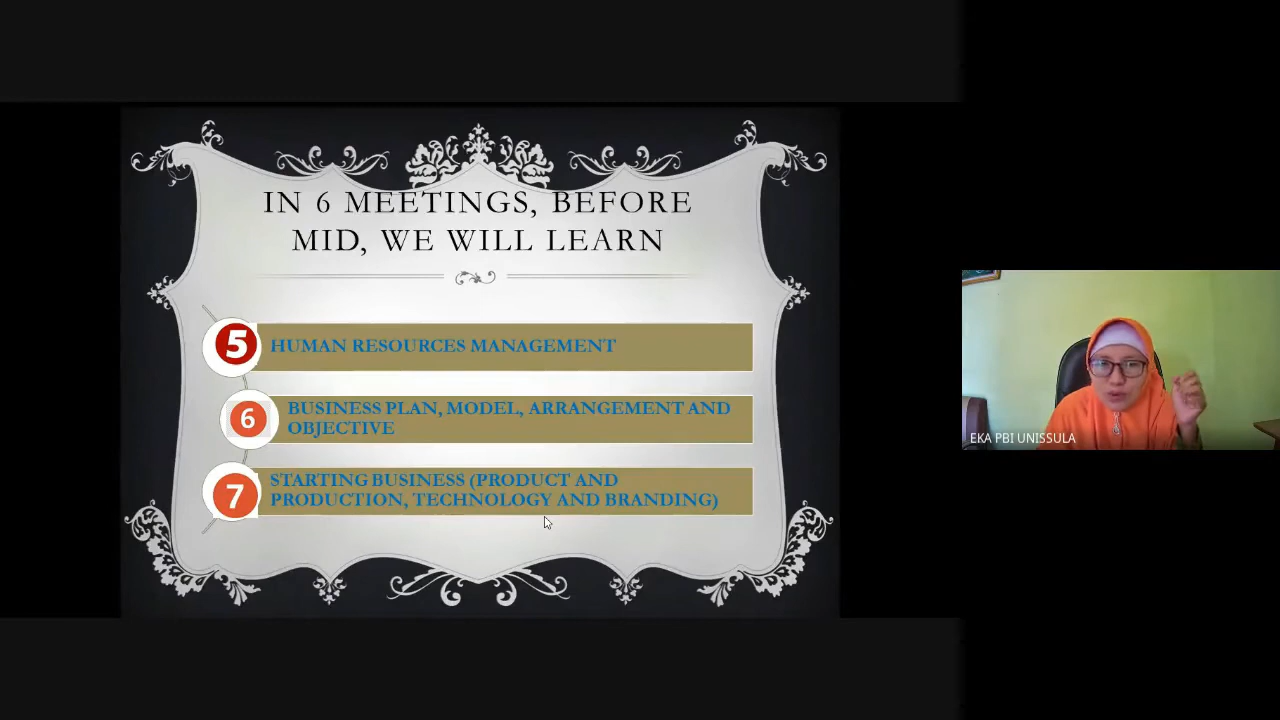 IN 6 MEETINGS, BEFORE
MID, WE WILL LEARN
5
HUMAN RESOURCES MANAGEMENT
6
BUSINESS PLAN, MODEL, ARRANGEMENT AND
OBJECTIVE
7
STARTING BUSINESS (PRODUCT AND
PRODUCTION, TECHNOLOGY AND BRANDING)
EKA PBI UNISSULA